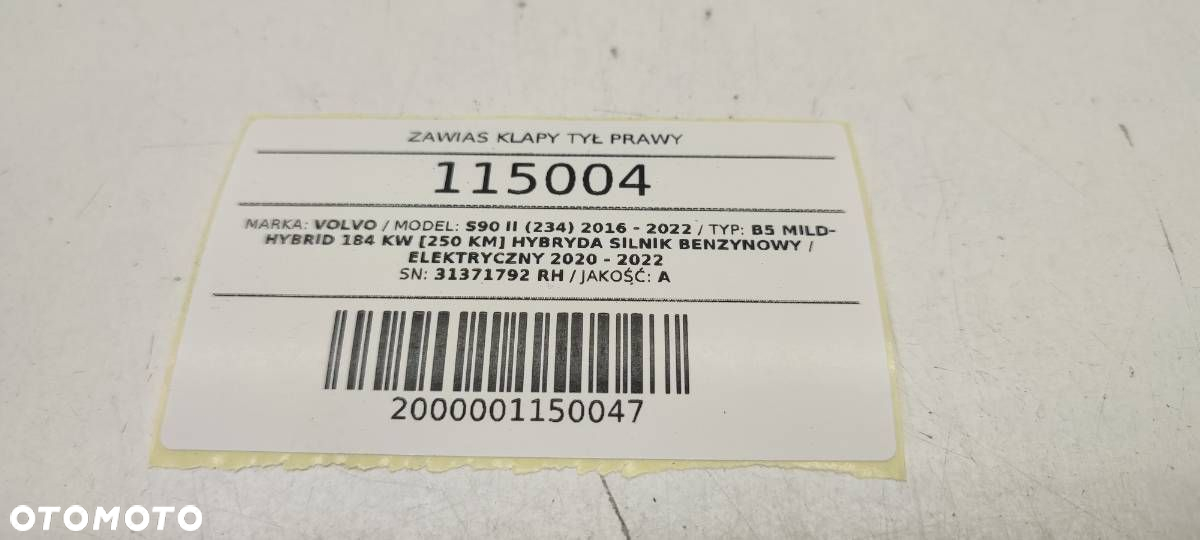 ZAWIAS KLAPY TYŁ PRAWY
115004
MARKA: VOLVO / MODEL: S90 II (234) 2016 - 2022 / TYP: B5 MILD-
HYBRID 184 KW [250 KM] HYBRYDA SILNIK BENZYNOWY /
ELEKTRYCZNY 2020 - 2022
SN: 31371792 RH / JAKOŚĆ: A
2000001150047
OTOMOTO